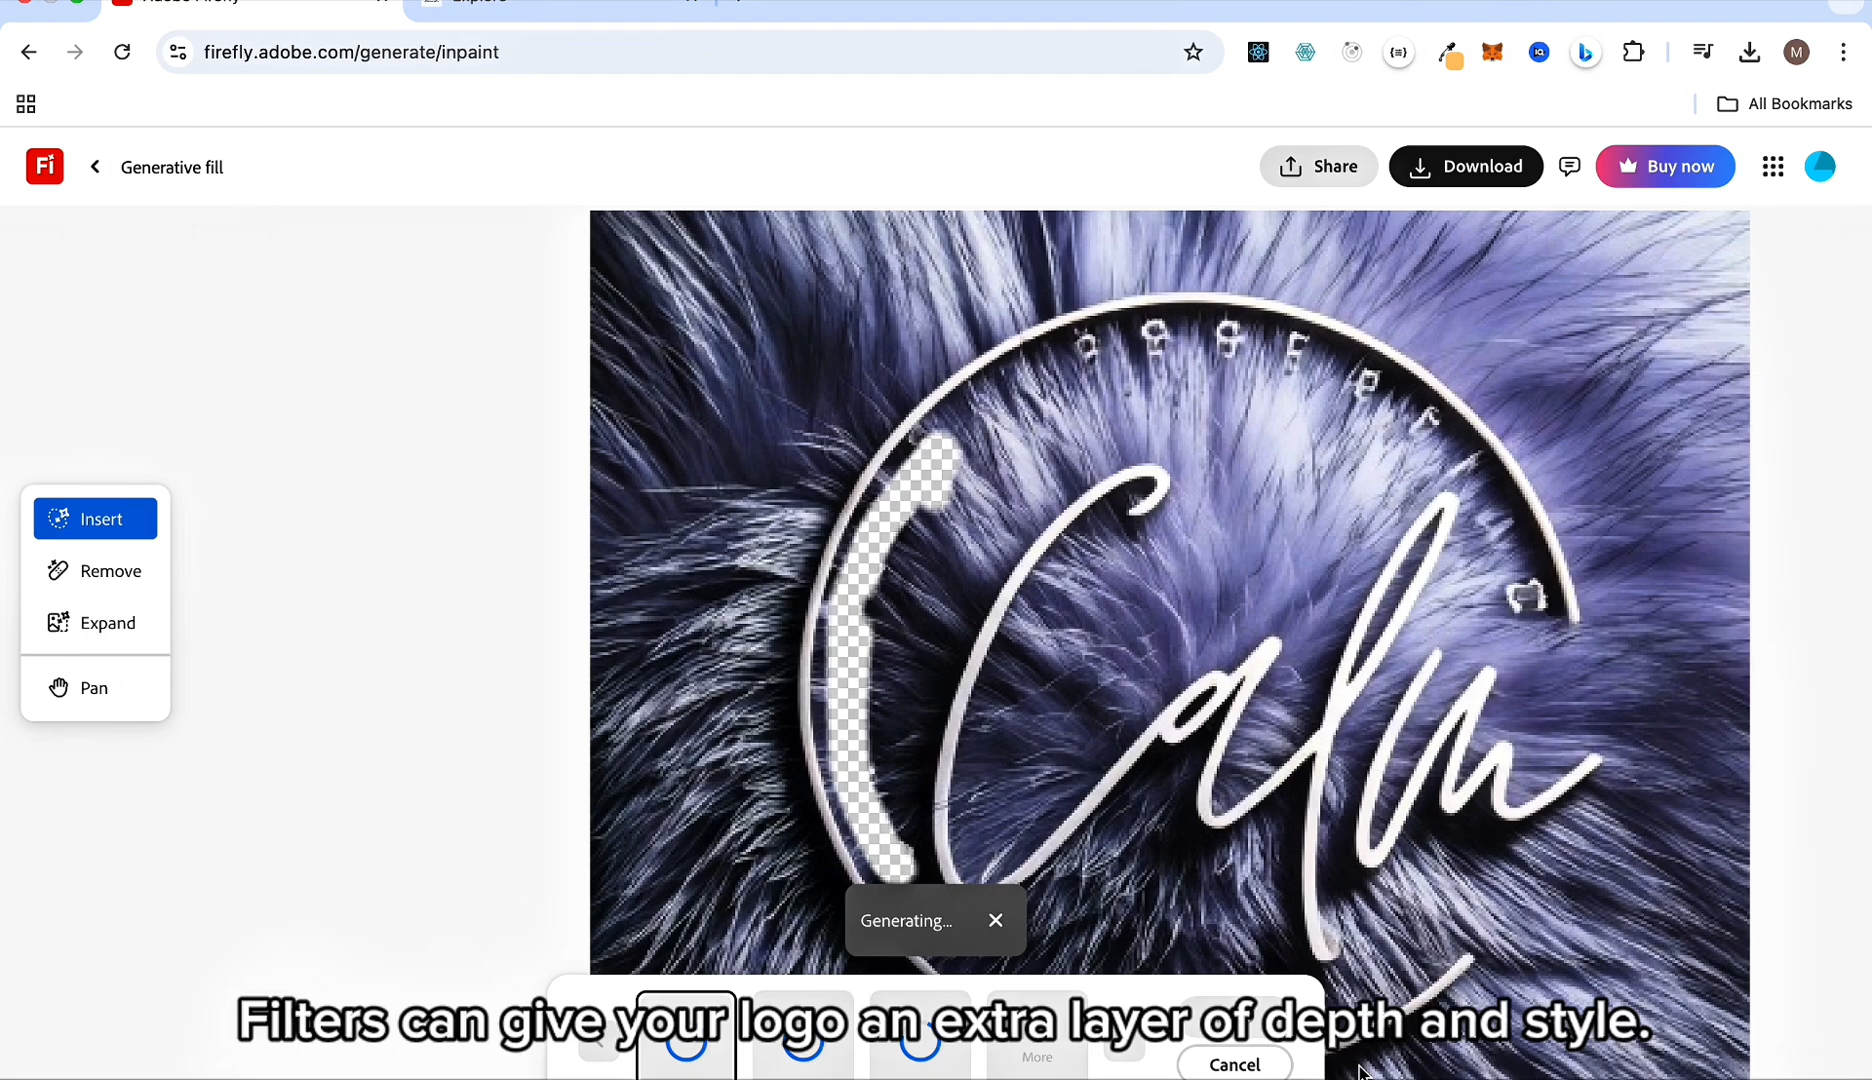 firefly.adobe.com/generate/inpaint
All Bookmarks
Fi
Generative fill
Share
Download
Buy now
M
Insert
Remove
Expand
Pan
Calm
Generating...
Filters can give your logo an extra layer of depth and style.
More
Cancel